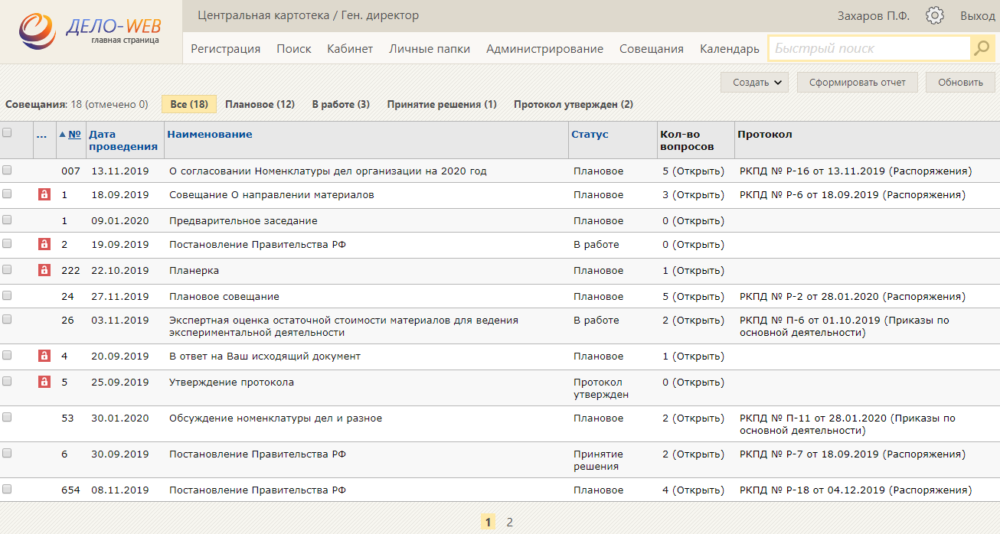 ДЕЛО-WEB
главная страница
Центральная картотека / Ген. директор
Захаров П.Ф.
Выход
Регистрация Поиск Кабинет Личные папки Администрирование Совещания Календарь Быстрый поиск
Создать Сформировать отчет Обновить
Совещания: 18 (отмечено 0) Все (18) Плановое (12) В работе (3) Принятие решения (1) Протокол утвержден (2)
... № Дата проведения Наименование Статус Кол-во вопросов Протокол
007 13.11.2019 О согласовании Номенклатуры дел организации на 2020 год Плановое 5 (Открыть) РКПД № Р-16 от 13.11.2019 (Распоряжения)
1 18.09.2019 Совещание О направлении материалов Плановое 3 (Открыть) РКПД № Р-6 от 18.09.2019 (Распоряжения)
1 09.01.2020 Предварительное заседание Плановое 0 (Открыть)
2 19.09.2019 Постановление Правительства РФ В работе 0 (Открыть)
222 22.10.2019 Планерка Плановое 1 (Открыть)
24 27.11.2019 Плановое совещание Плановое 5 (Открыть) РКПД № Р-2 от 28.01.2020 (Распоряжения)
26 03.11.2019 Экспертная оценка остаточной стоимости материалов для ведения экспериментальной деятельности В работе 2 (Открыть) РКПД № П-6 от 01.10.2019 (Приказы по основной деятельности)
4 20.09.2019 В ответ на Ваш исходящий документ Плановое 1 (Открыть)
5 25.09.2019 Утверждение протокола Протокол утвержден 0 (Открыть)
53 30.01.2020 Обсуждение номенклатуры дел и разное Плановое 2 (Открыть) РКПД № П-11 от 28.01.2020 (Приказы по основной деятельности)
6 30.09.2019 Постановление Правительства РФ Принятие решения 2 (Открыть) РКПД № Р-7 от 18.09.2019 (Распоряжения)
654 08.11.2019 Постановление Правительства РФ Плановое 4 (Открыть) РКПД № Р-18 от 04.12.2019 (Распоряжения)
1 2